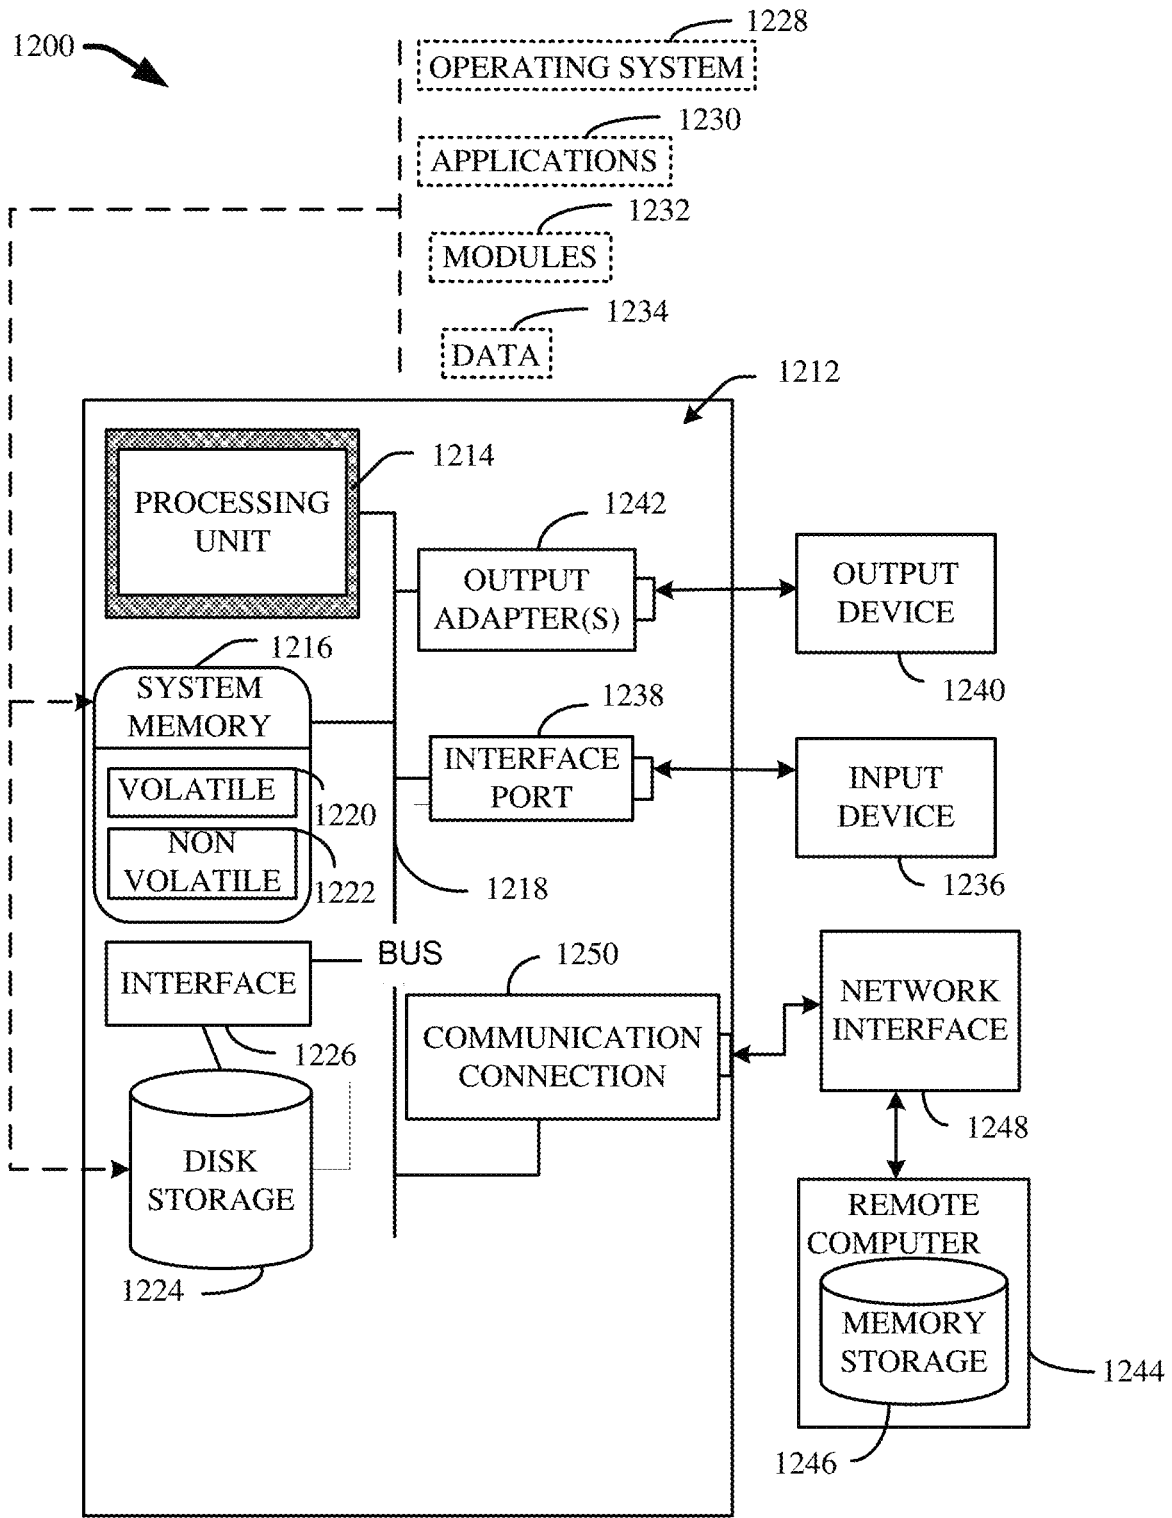 1228
1200
OPERATING SYSTEM
1230
APPLICATIONS
1232
MODULES
1234
DATA
1212
1214
PROCESSING
UNIT
1242
OUTPUT
ADAPTER(S)
OUTPUT
DEVICE
1240
1216
SYSTEM
MEMORY
VOLATILE
1220
NON
VOLATILE
1222
1238
INTERFACE
PORT
INPUT
DEVICE
1236
1218
BUS
INTERFACE
1226
1250
COMMUNICATION
CONNECTION
NETWORK
INTERFACE
1248
DISK
STORAGE
1224
REMOTE
COMPUTER
MEMORY
STORAGE
1244
1246